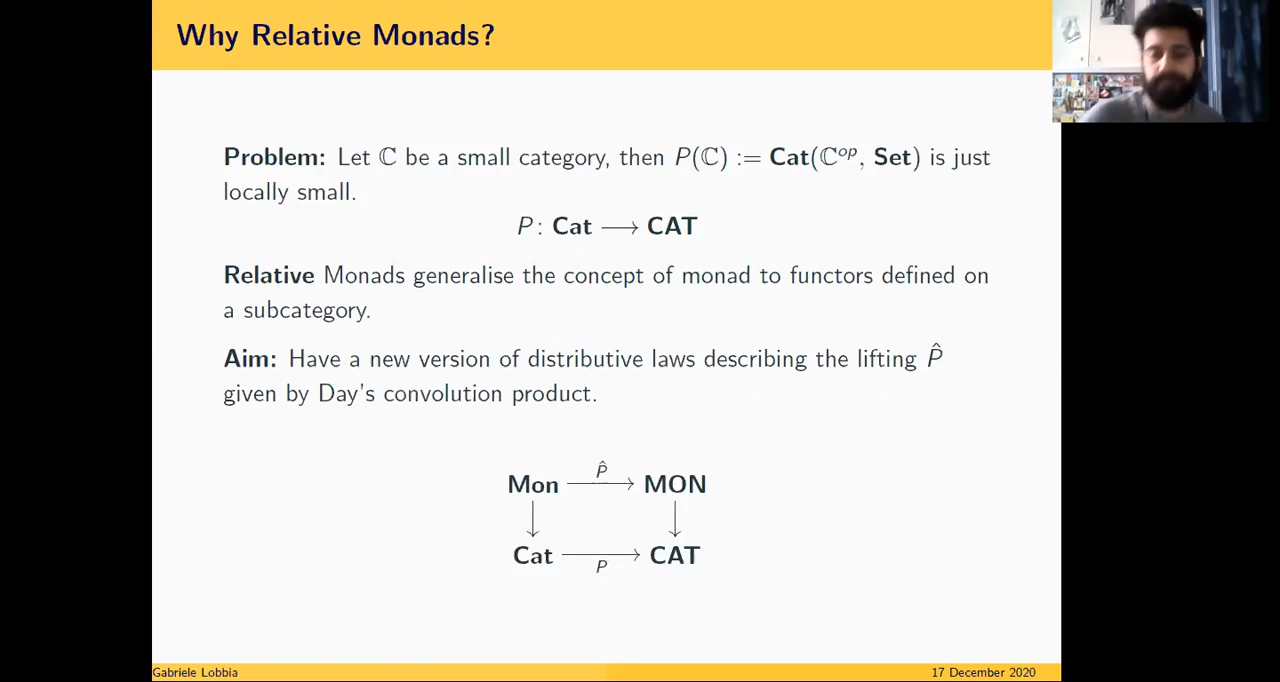 Why Relative Monads?
Problem: Let ℂ be a small category, then P(ℂ) := Cat(ℂ^op, Set) is just
locally small.
P: Cat ⟶ CAT
Relative Monads generalise the concept of monad to functors defined on
a subcategory.
Aim: Have a new version of distributive laws describing the lifting P̂
given by Day's convolution product.
P̂
Mon ⟶ MON
Cat ⟶ CAT
P
Gabriele Lobbia
17 December 2020